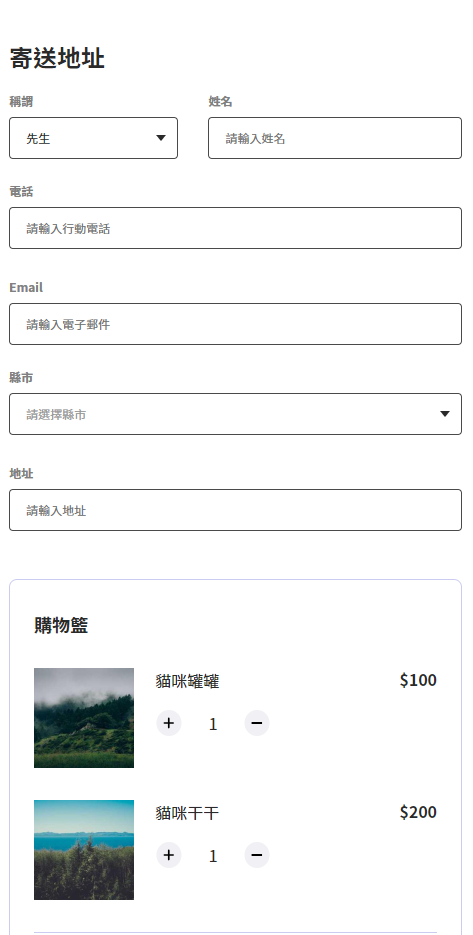 寄送地址
稱謂 姓名
先生 請輸入姓名
電話
請輸入行動電話
Email
請輸入電子郵件
縣市
請選擇縣市
地址
請輸入地址
購物籃
貓咪罐罐 $100
+ 1 −
貓咪干干 $200
+ 1 −